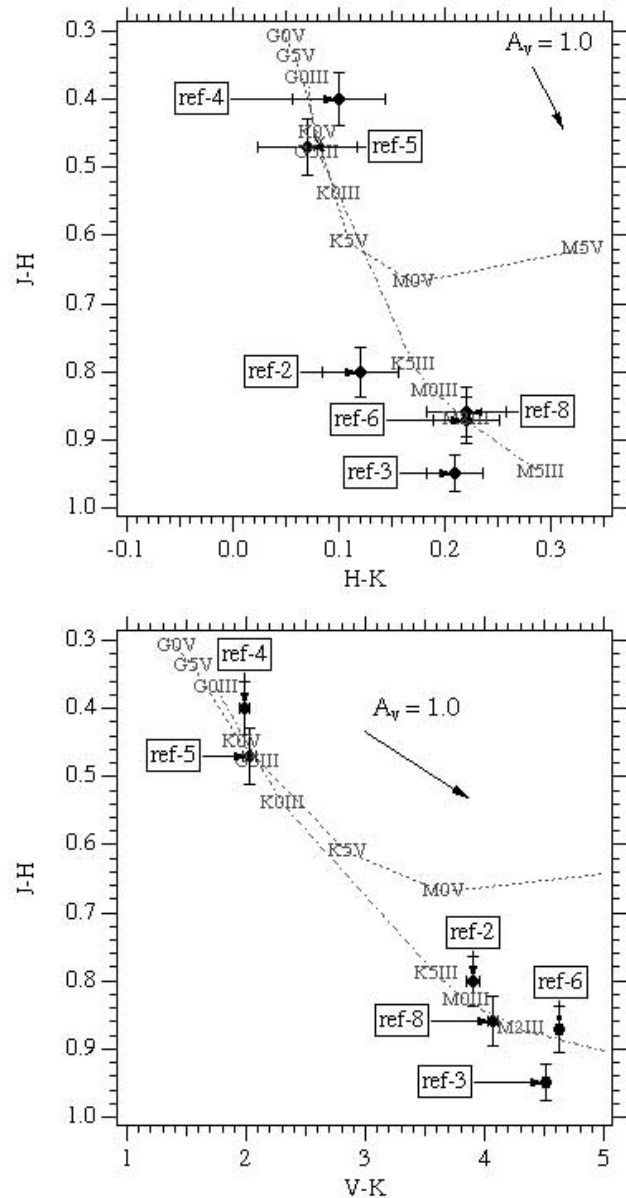 0.3
0.4
0.5
0.6
0.7
0.8
0.9
1.0
J-H
G0V
G5V
G0III
Aᵥ = 1.0
ref-4
K0V
G5III
ref-5
K0III
K5V
M0V
M5V
ref-2
K5III
M0III
ref-8
ref-6
ref-3
M5III
-0.1
0.0
0.1
0.2
0.3
H-K
0.3
0.4
0.5
0.6
0.7
0.8
0.9
1.0
J-H
G0V
G5V
G0III
ref-4
Aᵥ = 1.0
K0V
ref-5
G5III
K0III
K5V
M0V
ref-2
K5III
M0III
ref-6
ref-8
M2III
ref-3
1
2
3
4
5
V-K